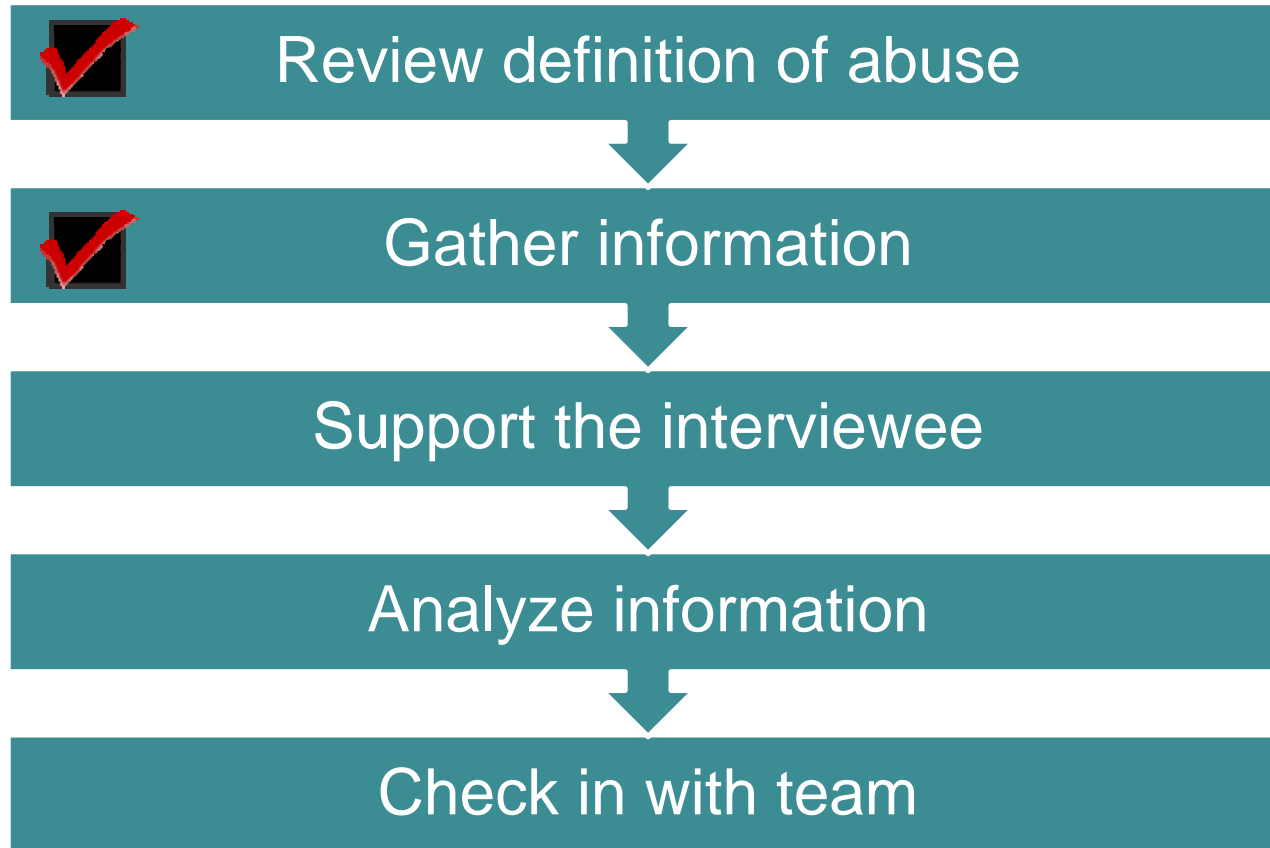 Review definition of abuse
Gather information
Support the interviewee
Analyze information
Check in with team